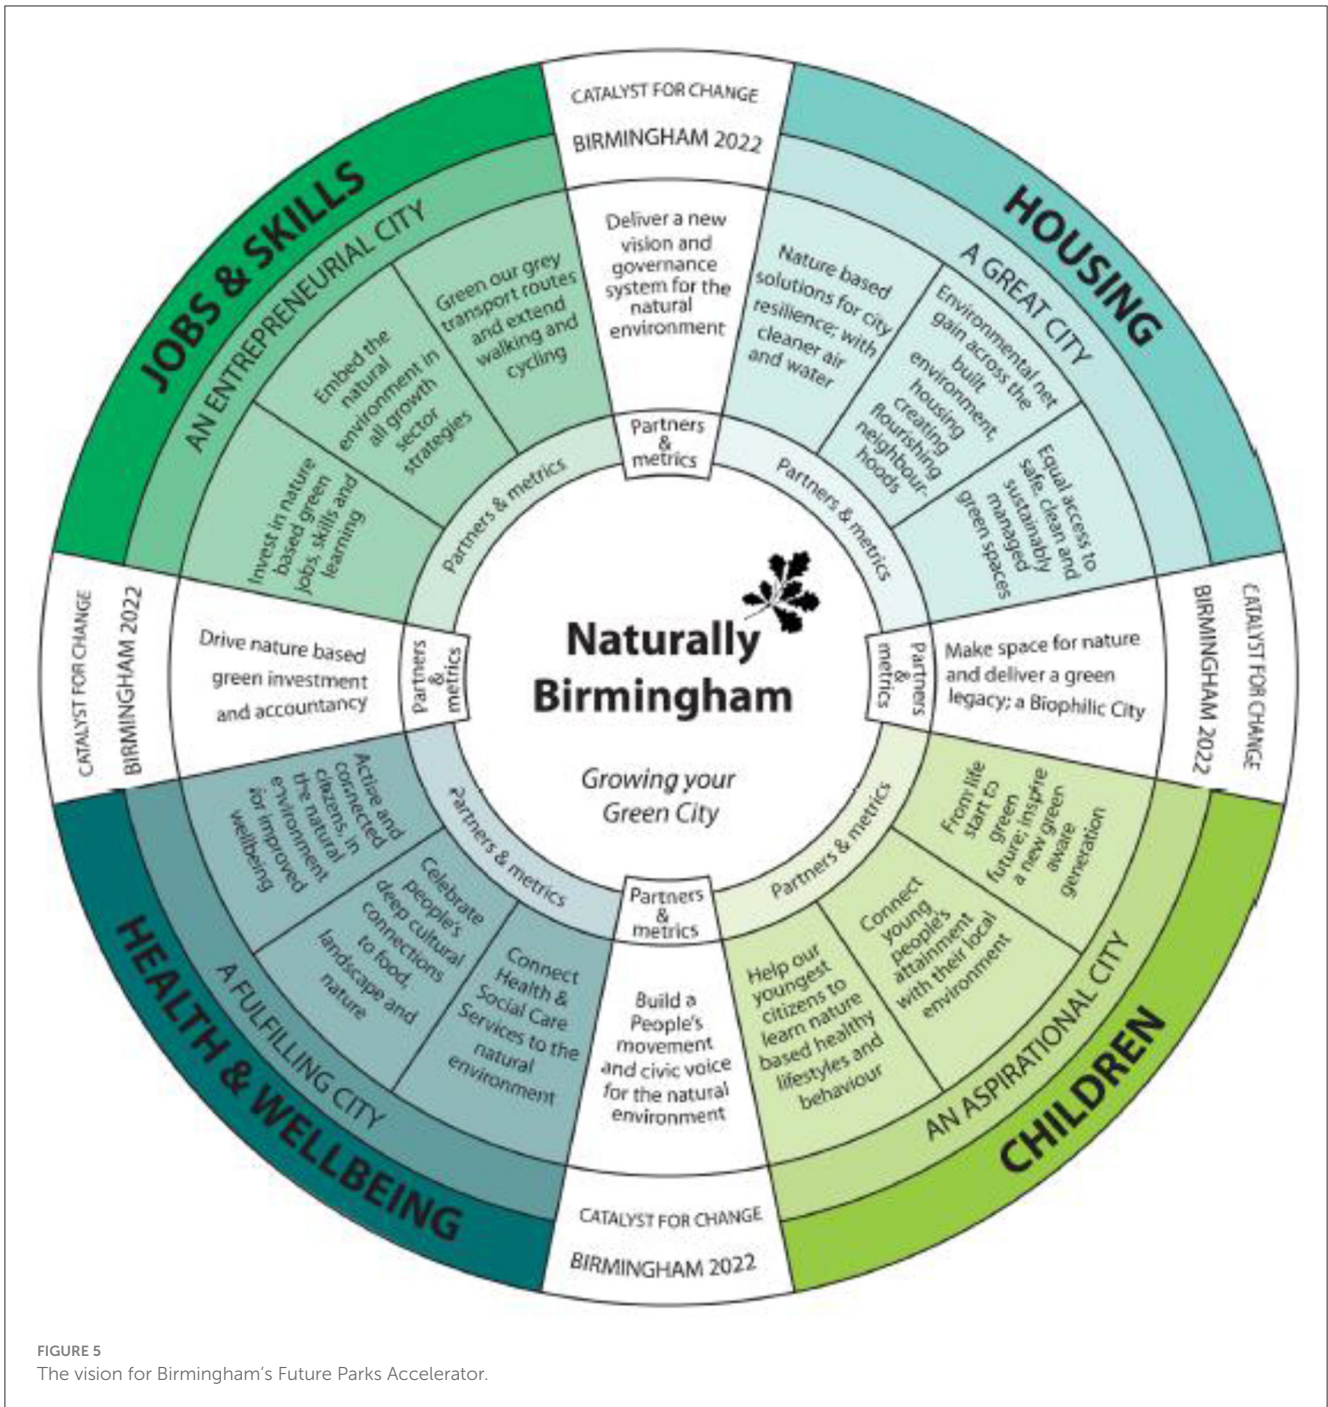 CATALYST FOR CHANGE
BIRMINGHAM 2022
Deliver a new
vision and
governance
system for the
natural
environment
Partners
&
metrics
HOUSING
A GREAT CITY
Nature based
solutions for city
resilience; with
cleaner air
and water
Environmental net
gain across the
built
environment,
housing
creating
flourishing
neighbour-
hoods
Equal access to
safe, clean and
sustainably
managed
green spaces
Partners & metrics
CATALYST FOR CHANGE
BIRMINGHAM 2022
Make space for nature
and deliver a green
legacy; a Biophilic City
Partners
&
metrics
CHILDREN
AN ASPIRATIONAL CITY
From life
start to
green
future; inspire
a new green
aware
generation
Connect
young
people's
attainment
with their local
environment
Help our
youngest
citizens to
learn nature
based healthy
lifestyles and
behaviour
Partners & metrics
CATALYST FOR CHANGE
BIRMINGHAM 2022
Build a
People's
movement
and civic voice
for the natural
environment
Partners
&
metrics
HEALTH & WELLBEING
A FULFILLING CITY
Connect
Health &
Social Care
Services to the
natural
environment
Celebrate
people's
deep cultural
connections
to food,
landscape and
nature
Active and
connected
citizens, in
the natural
environment
for improved
wellbeing
Partners & metrics
CATALYST FOR CHANGE
BIRMINGHAM 2022
Drive nature based
green investment
and accountancy
Partners
&
metrics
JOBS & SKILLS
AN ENTREPRENEURIAL CITY
Invest in nature
based green
jobs, skills and
learning
Embed the
natural
environment in
all growth
sector
strategies
Green our grey
transport routes
and extend
walking and
cycling
Partners & metrics
Naturally
Birmingham
Growing your
Green City
FIGURE 5
The vision for Birmingham's Future Parks Accelerator.